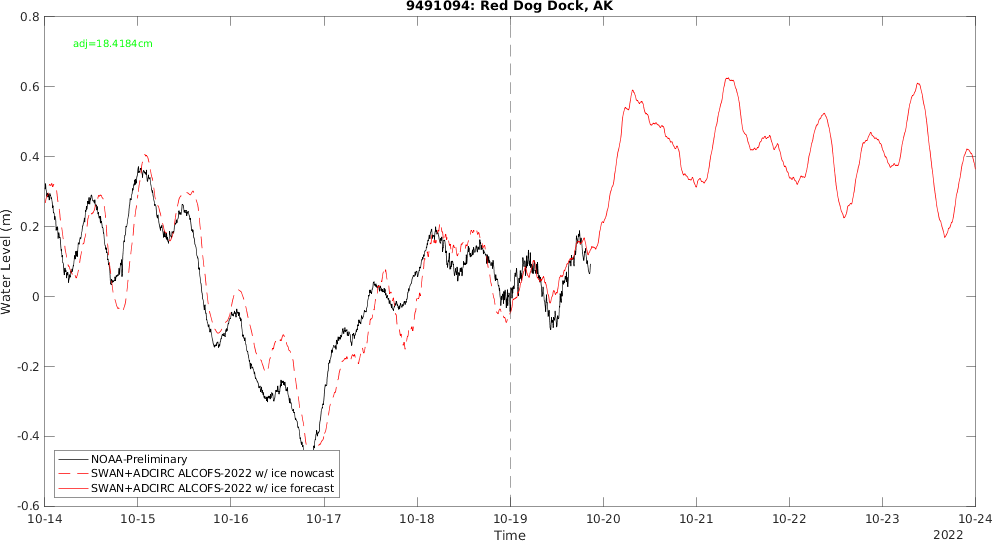 9491094: Red Dog Dock, AK
adj=18.4184cm
Water Level (m)
0.8
0.6
0.4
0.2
0
-0.2
-0.4
-0.6
NOAA-Preliminary
SWAN+ADCIRC ALCOFS-2022 w/ ice nowcast
SWAN+ADCIRC ALCOFS-2022 w/ ice forecast
10-14 10-15 10-16 10-17 10-18 10-19 10-20 10-21 10-22 10-23 10-24
Time
2022